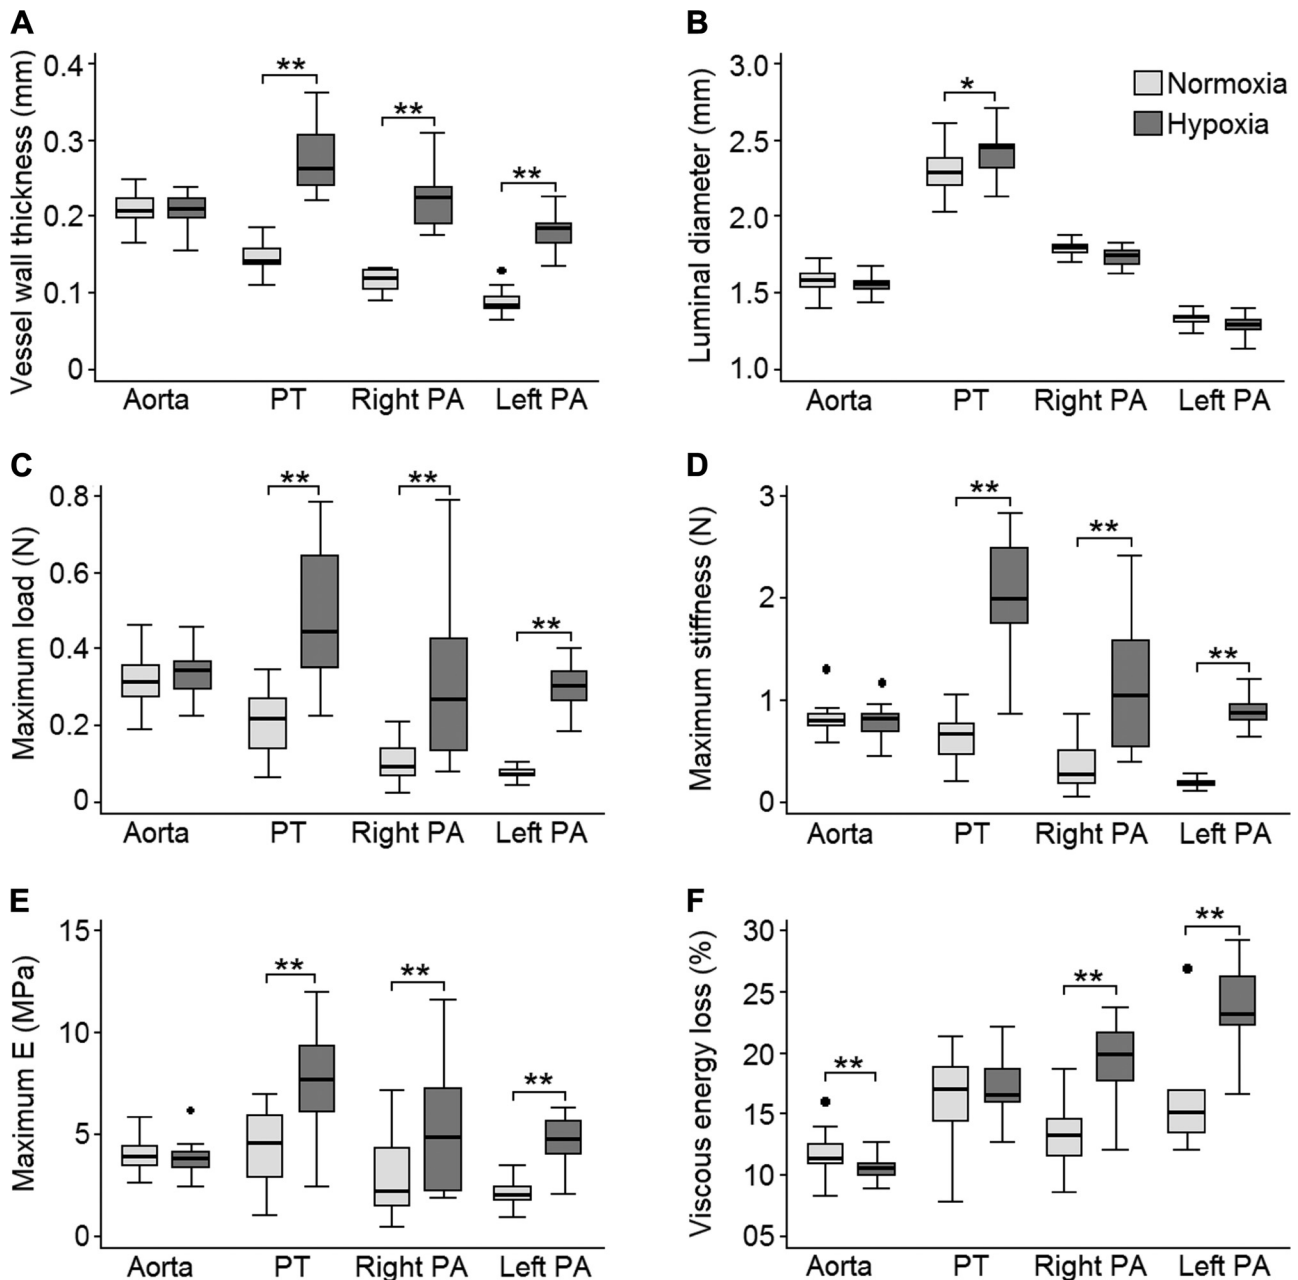 A
Vessel wall thickness (mm)
0.4
0.3
0.2
0.1
0
**
**
**
Aorta PT Right PA Left PA
B
Luminal diameter (mm)
3.0
2.5
2.0
1.5
1.0
*
Normoxia
Hypoxia
Aorta PT Right PA Left PA
C
Maximum load (N)
0.8
0.6
0.4
0.2
0
**
**
**
Aorta PT Right PA Left PA
D
Maximum stiffness (N)
3
2
1
0
**
**
**
Aorta PT Right PA Left PA
E
Maximum E (MPa)
15
10
5
0
**
**
**
Aorta PT Right PA Left PA
F
Viscous energy loss (%)
30
25
20
15
10
05
**
**
**
Aorta PT Right PA Left PA